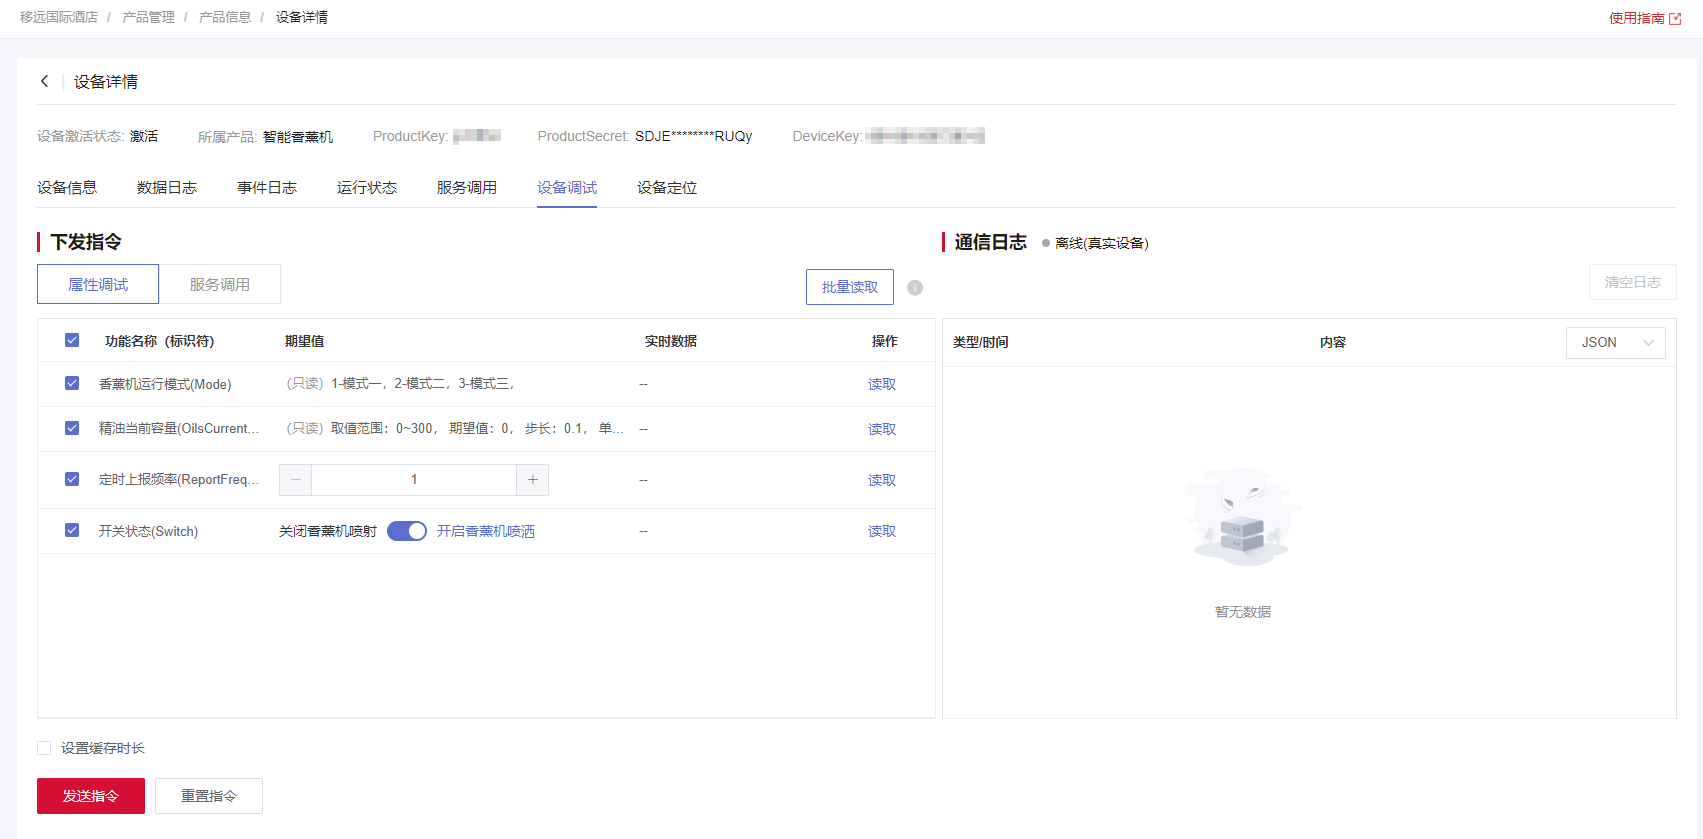 移远国际酒店 / 产品管理 / 产品信息 / 设备详情
使用指南
设备详情
设备激活状态: 激活 所属产品: 智能香薰机 ProductKey: ProductSecret: SDJE********RUQy DeviceKey:
设备信息 数据日志 事件日志 运行状态 服务调用 设备调试 设备定位
下发指令
属性调试 服务调用 批量读取
功能名称（标识符) 期望值 实时数据 操作
香薰机运行模式(Mode) （只读）1-模式一，2-模式二，3-模式三， -- 读取
精油当前容量(OilsCurrent... （只读）取值范围：0~300， 期望值：0， 步长：0.1， 单... -- 读取
定时上报频率(ReportFreq... − 1 + -- 读取
开关状态(Switch) 关闭香薰机喷射 开启香薰机喷洒 -- 读取
设置缓存时长
发送指令 重置指令
通信日志 离线(真实设备)
清空日志
类型/时间 内容 JSON
暂无数据